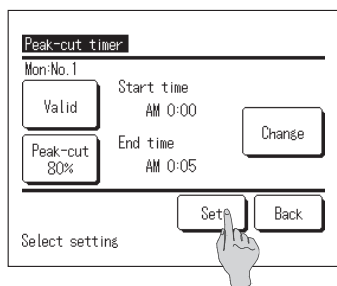 Peak-cut timer
Mon:No.1
Valid
Start time
AM 0:00
Change
Peak-cut
80%
End time
AM 0:05
Set
Back
Select setting